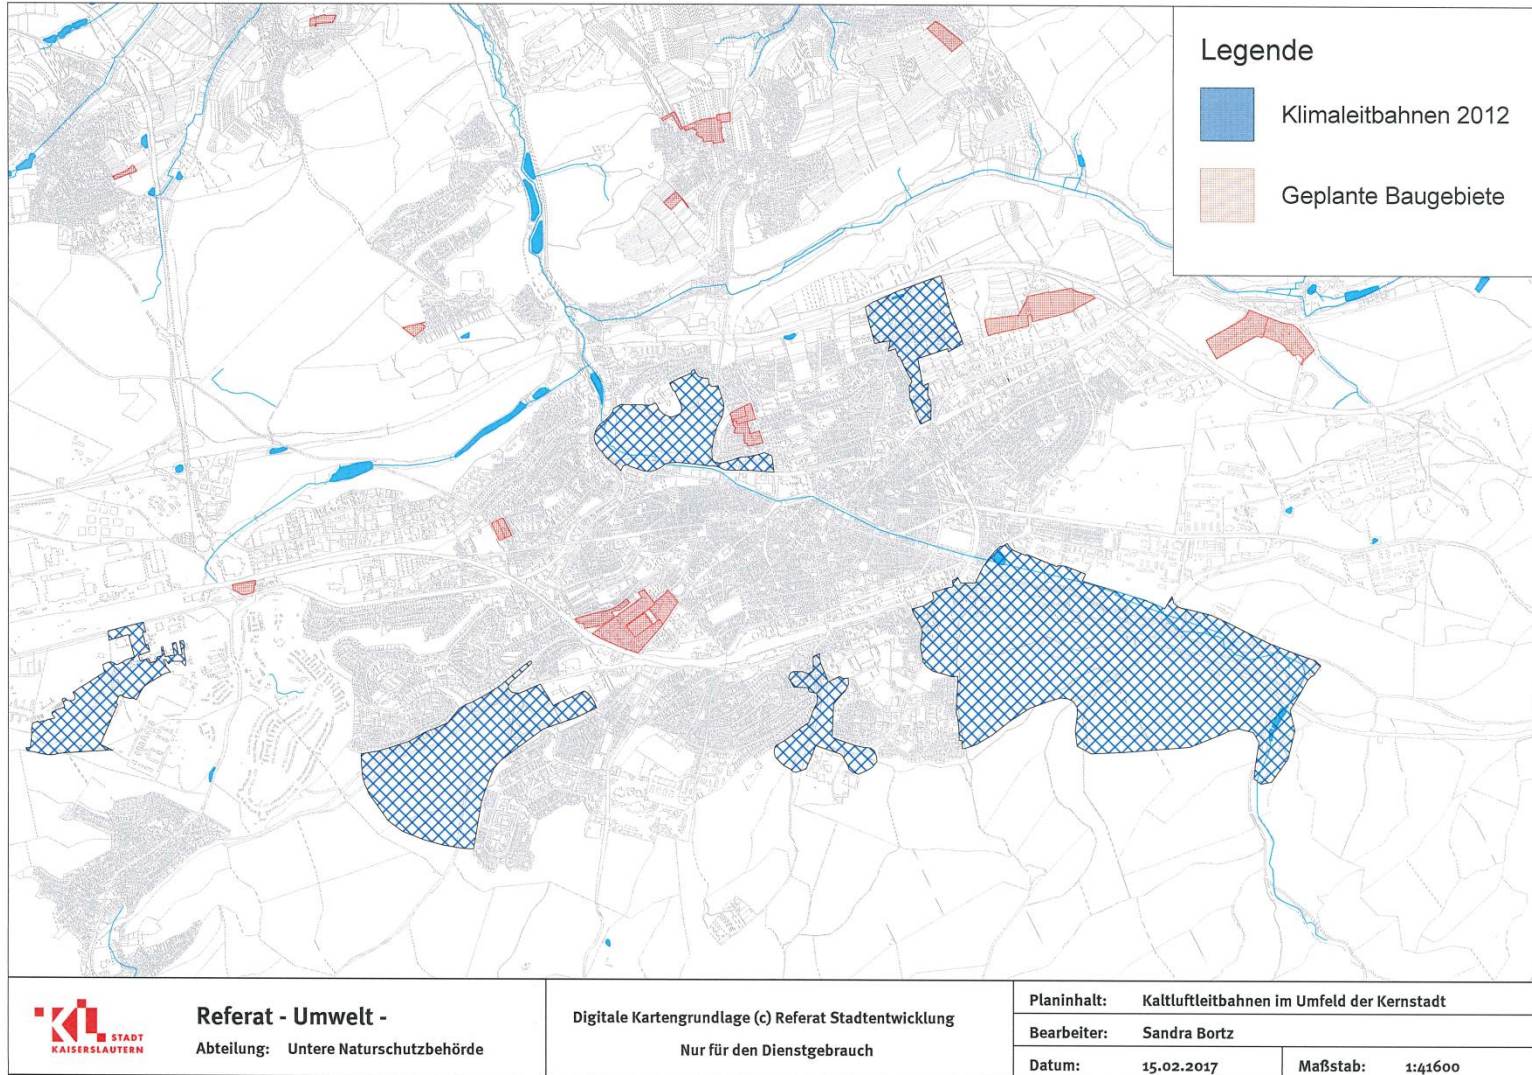 Legende
Klimaleitbahnen 2012
Geplante Baugebiete
KL STADT
KAISERSLAUTERN
Referat - Umwelt -
Abteilung: Untere Naturschutzbehörde
Digitale Kartengrundlage (c) Referat Stadtentwicklung
Nur für den Dienstgebrauch
Planinhalt: Kaltluftleitbahnen im Umfeld der Kernstadt
Bearbeiter: Sandra Bortz
Datum: 15.02.2017 Maßstab: 1:41600